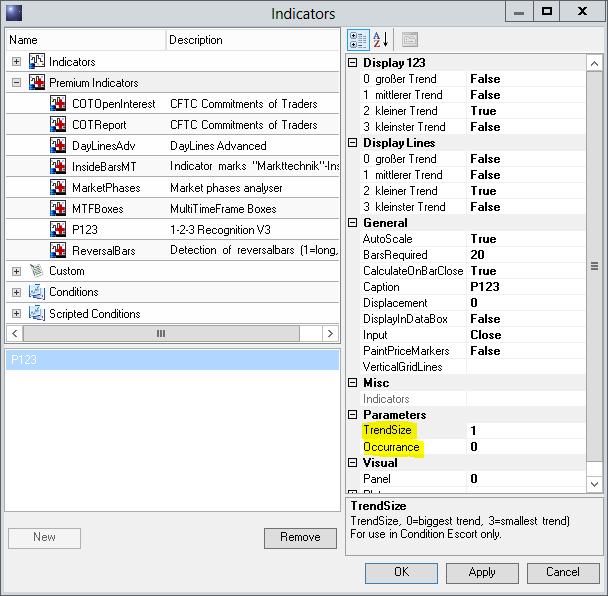 Indicators
Name Description
Indicators
Premium Indicators
COTOpenInterest CFTC Commitments of Traders
COTReport CFTC Commitments of Traders
DayLinesAdv DayLines Advanced
InsideBarsMT Indicator marks "Markttechnik"-Ins
MarketPhases Market phases analyser
MTFBoxes MultiTimeFrame Boxes
P123 1-2-3 Recognition V3
ReversalBars Detection of reversalbars (1=long,
Custom
Conditions
Scripted Conditions
P123
New
Remove
Display 123
0 großer Trend False
1 mittlerer Trend False
2 kleiner Trend True
3 kleinster Trend False
Display Lines
0 großer Trend False
1 mittlerer Trend False
2 kleiner Trend True
3 kleinster Trend False
General
AutoScale True
BarsRequired 20
CalculateOnBarClose True
Caption P123
Displacement 0
DisplayInDataBox False
Input Close
PaintPriceMarkers False
VerticalGridLines
Misc
Indicators
Parameters
TrendSize 1
Occurrance 0
Visual
Panel 0
TrendSize
TrendSize, 0=biggest trend, 3=smallest trend)
For use in Condition Escort only.
OK
Apply
Cancel